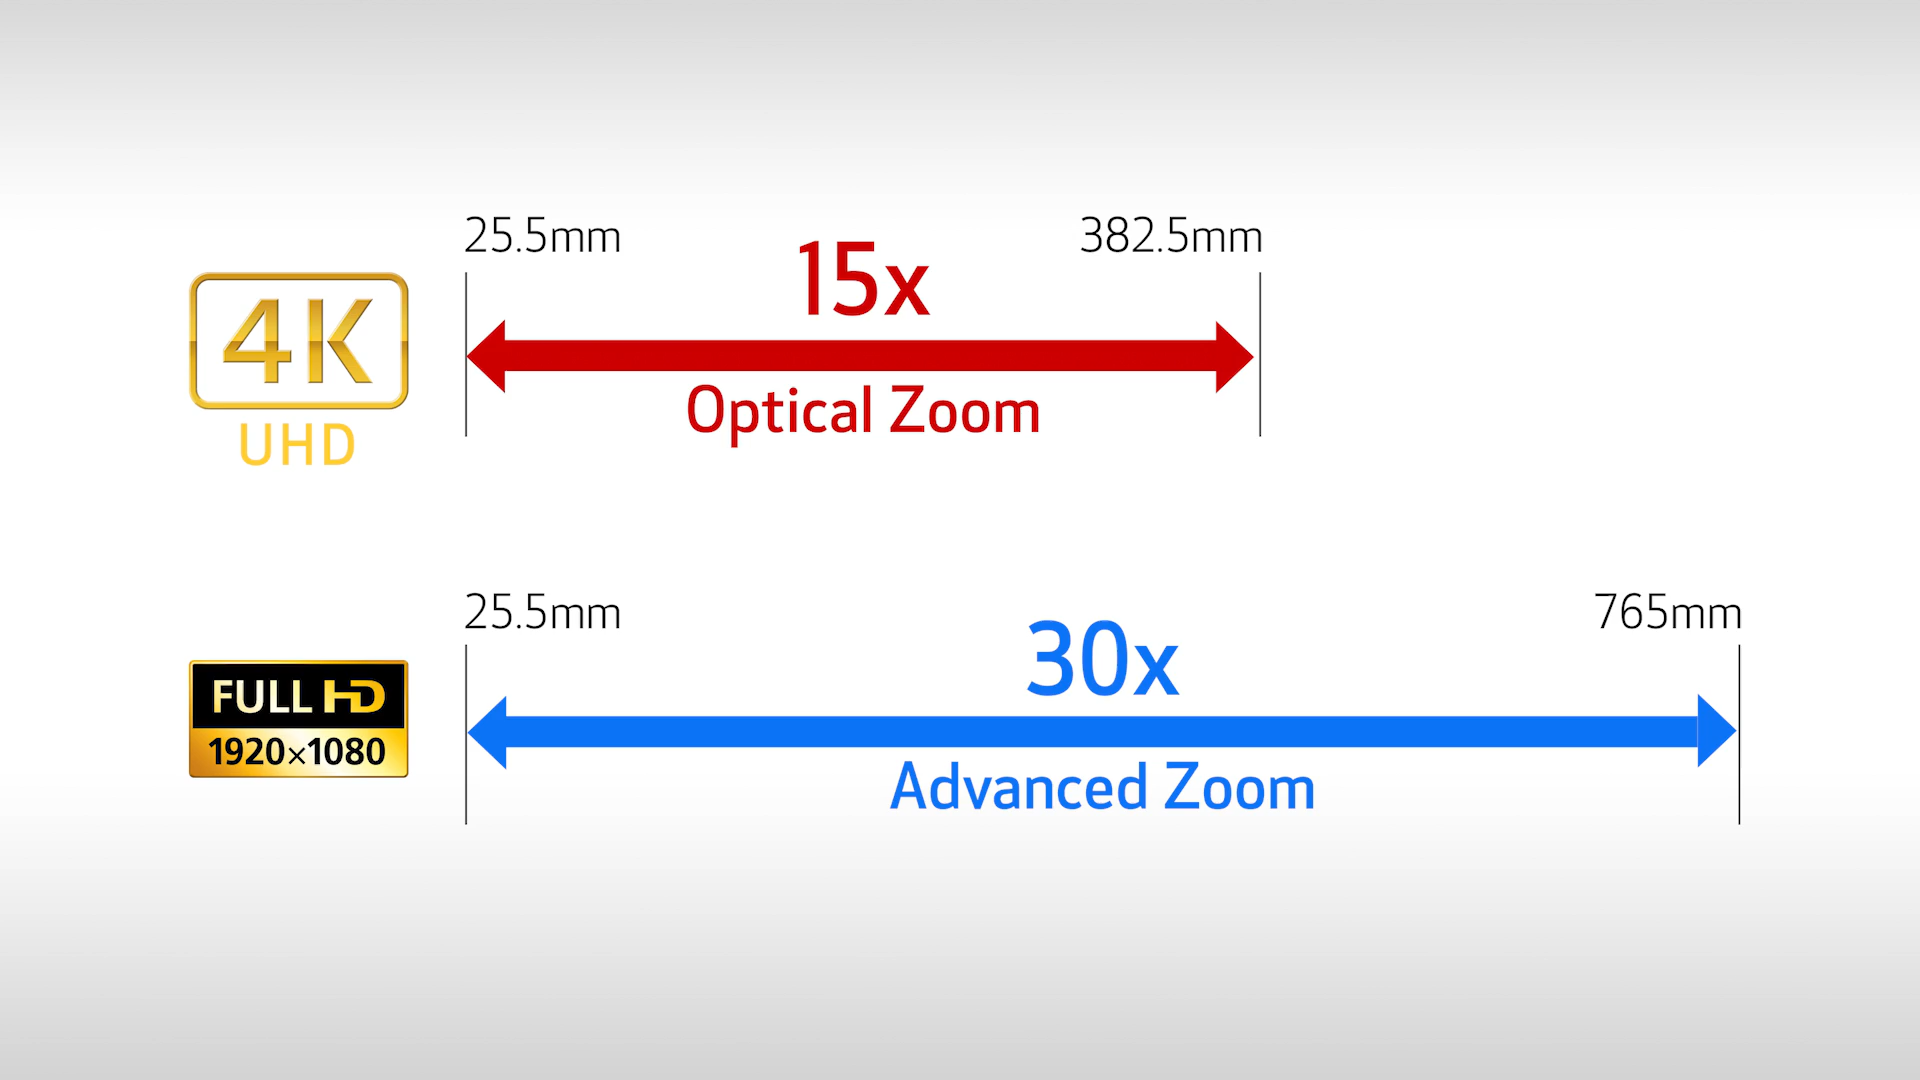 25.5mm
15x
382.5mm
4K
UHD
Optical Zoom
25.5mm
30x
765mm
FULL HD
1920×1080
Advanced Zoom